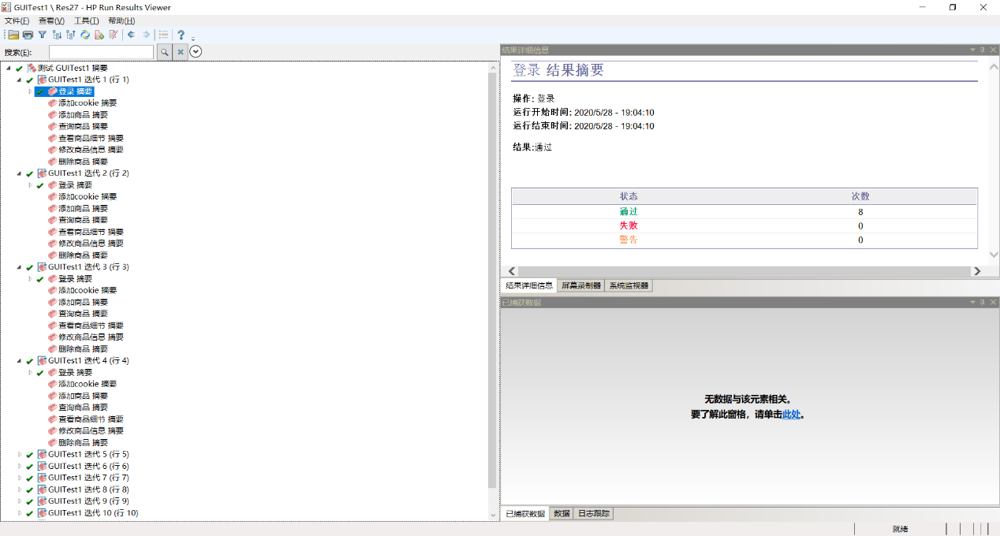 GUITest1 \ Res27 - HP Run Results Viewer
文件(F) 查看(V) 工具(T) 帮助(H)
搜索(E):
测试 GUITest1 摘要
GUITest1 迭代 1 (行 1)
登录 摘要
添加cookie 摘要
添加商品 摘要
查询商品 摘要
查看商品细节 摘要
修改商品信息 摘要
删除商品 摘要
GUITest1 迭代 2 (行 2)
登录 摘要
添加cookie 摘要
添加商品 摘要
查询商品 摘要
查看商品细节 摘要
修改商品信息 摘要
删除商品 摘要
GUITest1 迭代 3 (行 3)
登录 摘要
添加cookie 摘要
添加商品 摘要
查询商品 摘要
查看商品细节 摘要
修改商品信息 摘要
删除商品 摘要
GUITest1 迭代 4 (行 4)
登录 摘要
添加cookie 摘要
添加商品 摘要
查询商品 摘要
查看商品细节 摘要
修改商品信息 摘要
删除商品 摘要
GUITest1 迭代 5 (行 5)
GUITest1 迭代 6 (行 6)
GUITest1 迭代 7 (行 7)
GUITest1 迭代 8 (行 8)
GUITest1 迭代 9 (行 9)
GUITest1 迭代 10 (行 10)
结果详细信息
登录 结果摘要
操作: 登录
运行开始时间: 2020/5/28 - 19:04:10
运行结束时间: 2020/5/28 - 19:04:10
结果:通过
状态 次数
通过 8
失败 0
警告 0
结果详细信息 屏幕录制器 系统监视器
已捕获数据
无数据与该元素相关。
要了解此窗格，请单击此处。
已捕获数据 数据 日志跟踪
就绪